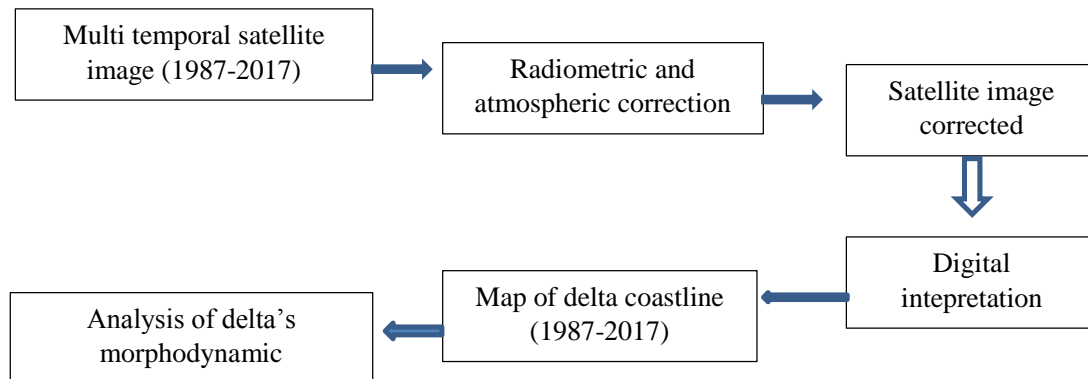 Multi temporal satellite
image (1987-2017)
Radiometric and
atmospheric correction
Satellite image
corrected
Digital
intepretation
Map of delta coastline
(1987-2017)
Analysis of delta’s
morphodynamic